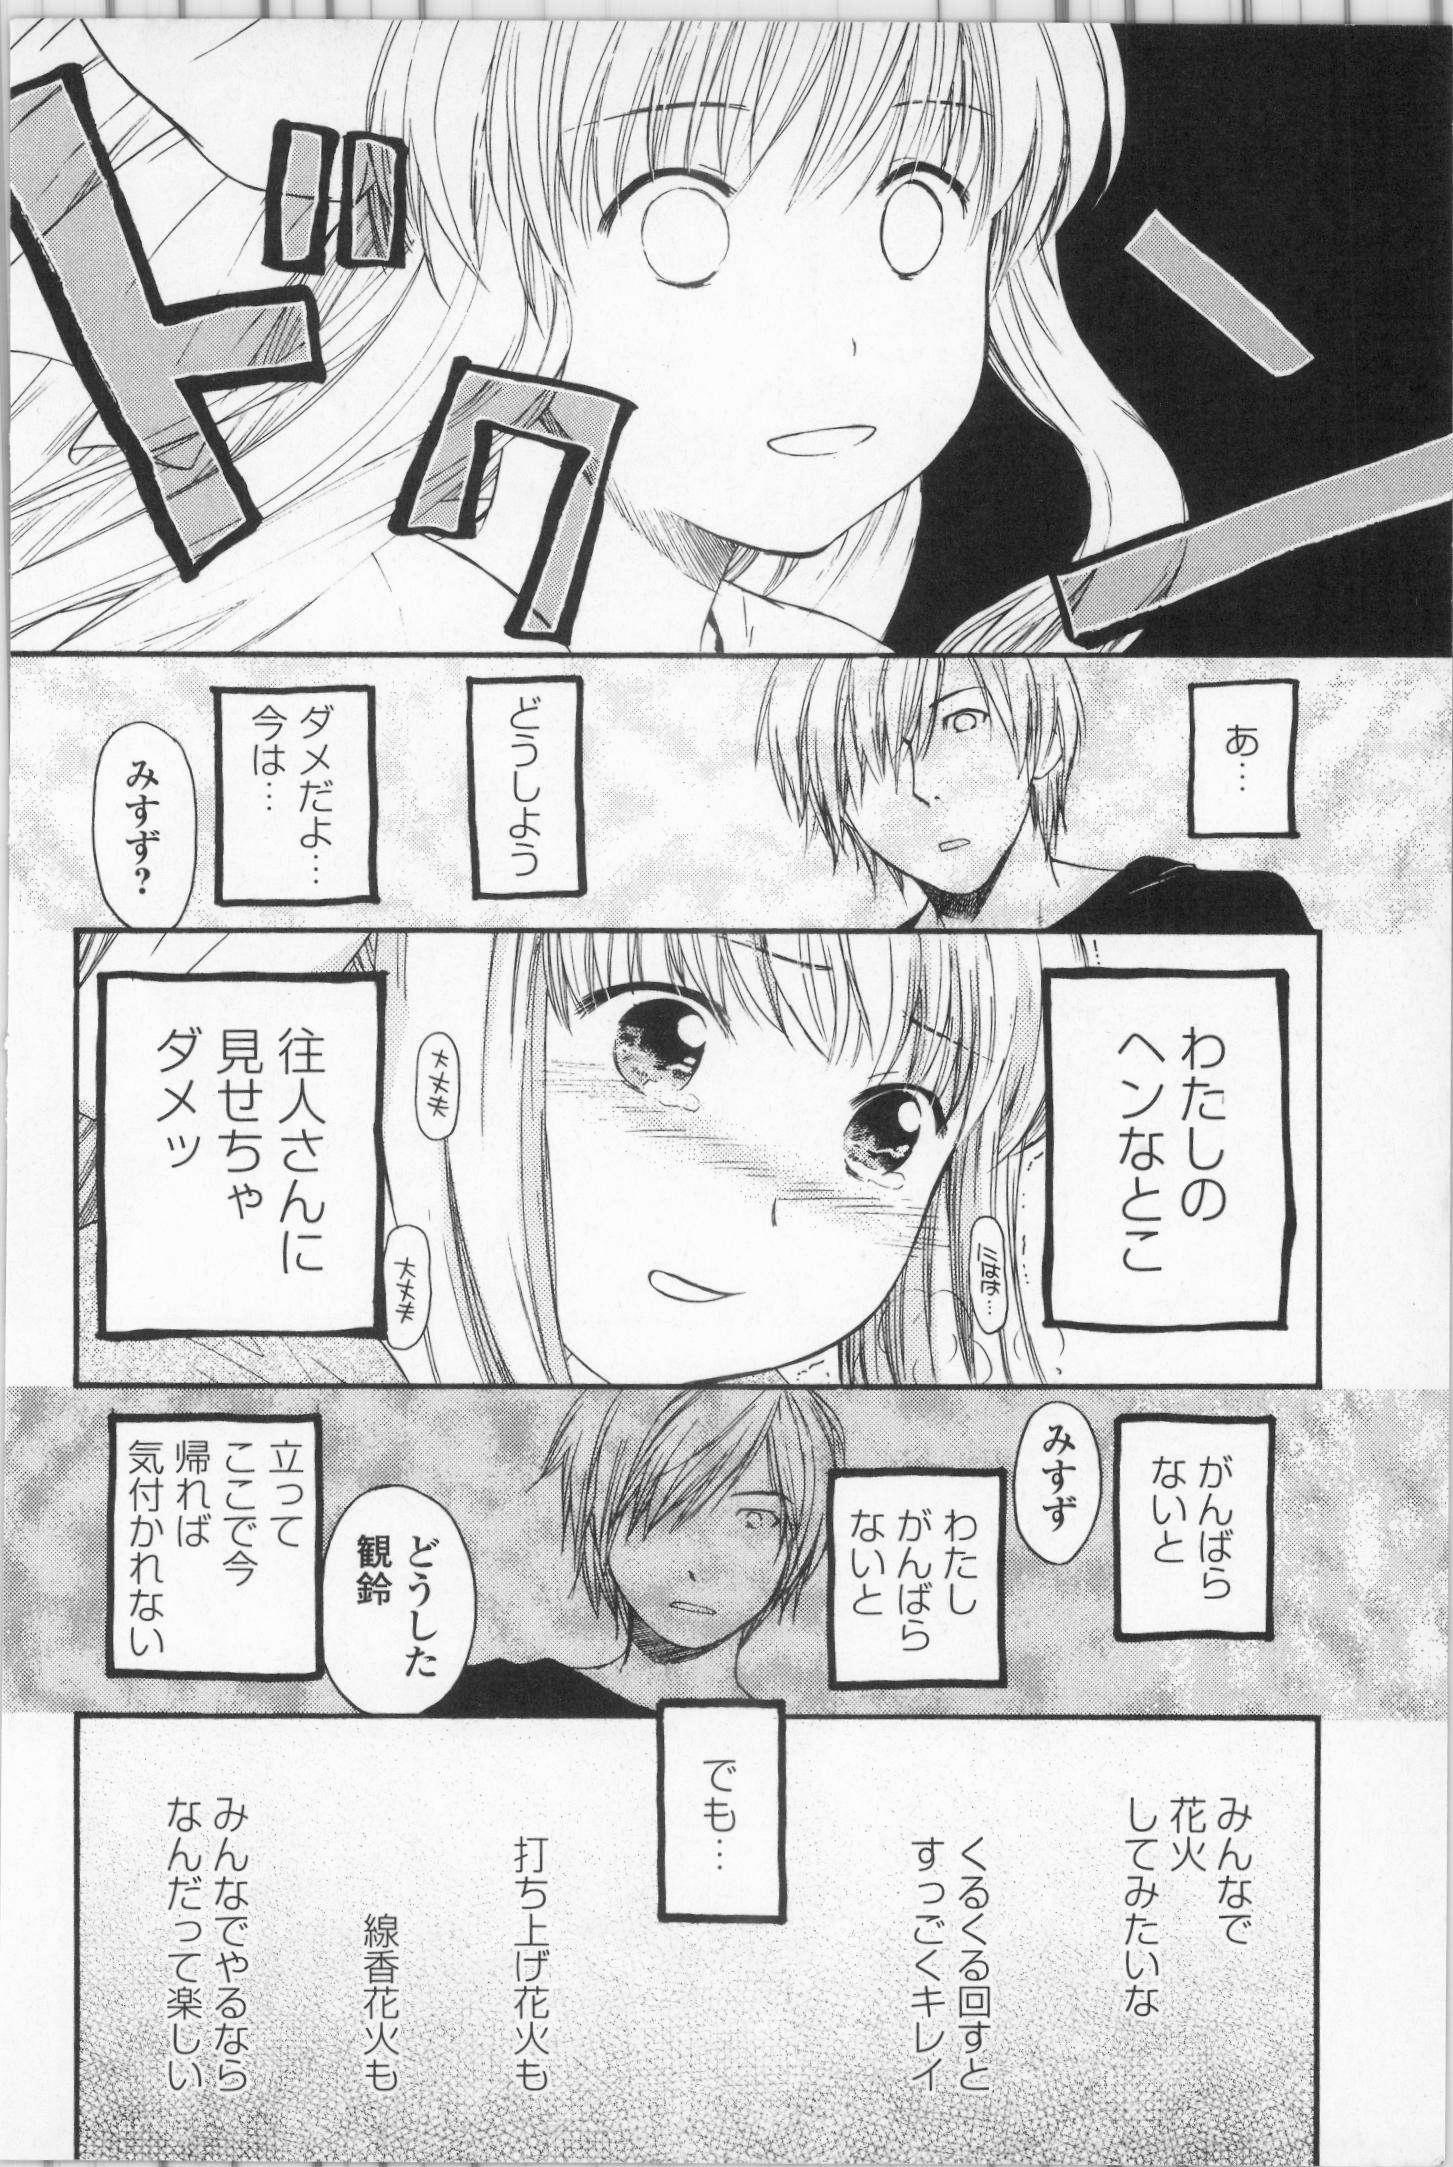 ドクン
あ…
どうしよう
ダメだよ…
今は…
みすず?
わたしの
ヘンなとこ
にはは…
大丈夫
大丈夫
往人さんに
見せちゃ
ダメッ
がんばら
ないと
みすず
わたし
がんばら
ないと
どうした
観鈴
立って
ここで今
帰れば
気付かれない
みんなで
花火
してみたいな
くるくる回すと
すっごくキレイ
でも…
打ち上げ花火も
線香花火も
みんなでやるなら
なんだって楽しい